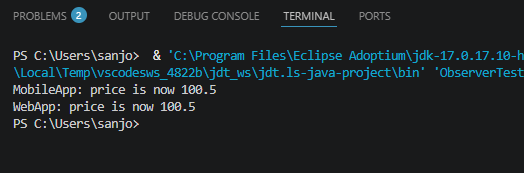 PROBLEMS 2 OUTPUT DEBUG CONSOLE TERMINAL PORTS
PS C:\Users\sanjo>  & 'C:\Program Files\Eclipse Adoptium\jdk-17.0.17.10-h
\Local\Temp\vscodesws_4822b\jdt_ws\jdt.ls-java-project\bin' 'ObserverTest
MobileApp: price is now 100.5
WebApp: price is now 100.5
PS C:\Users\sanjo>